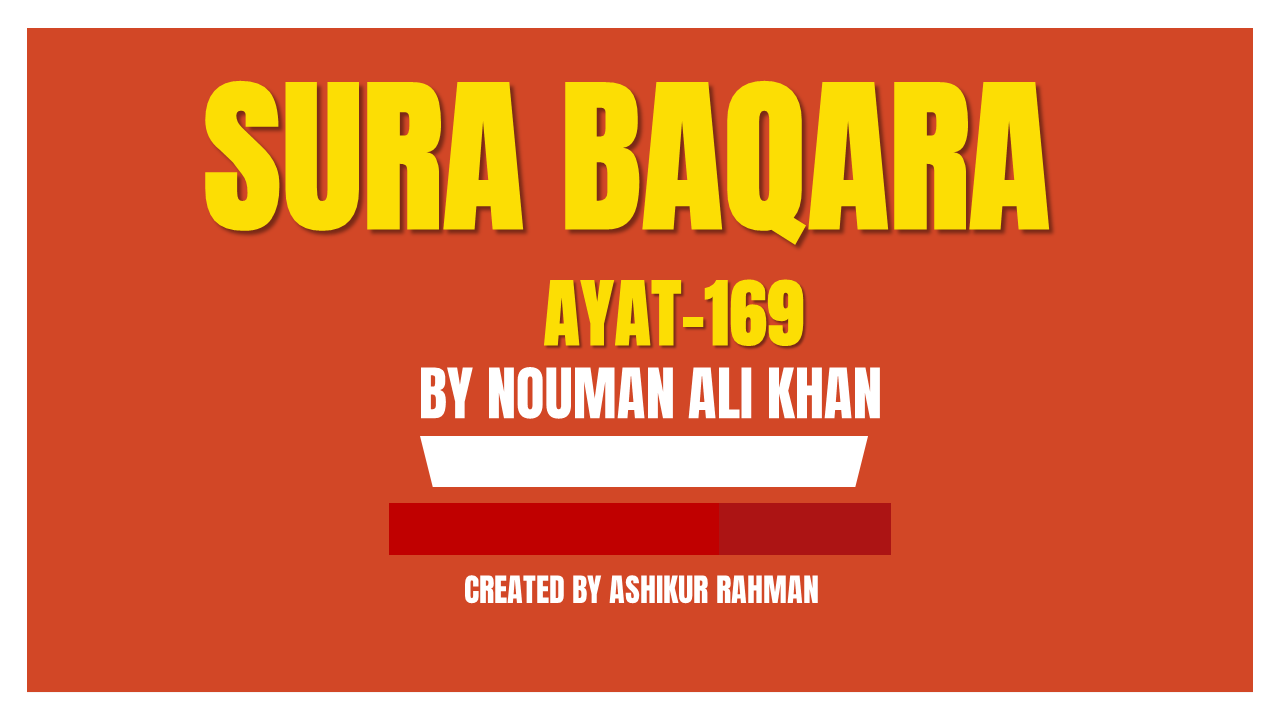 SURA BAQARA
AYAT-169
BY NOUMAN ALI KHAN
CREATED BY ASHIKUR RAHMAN